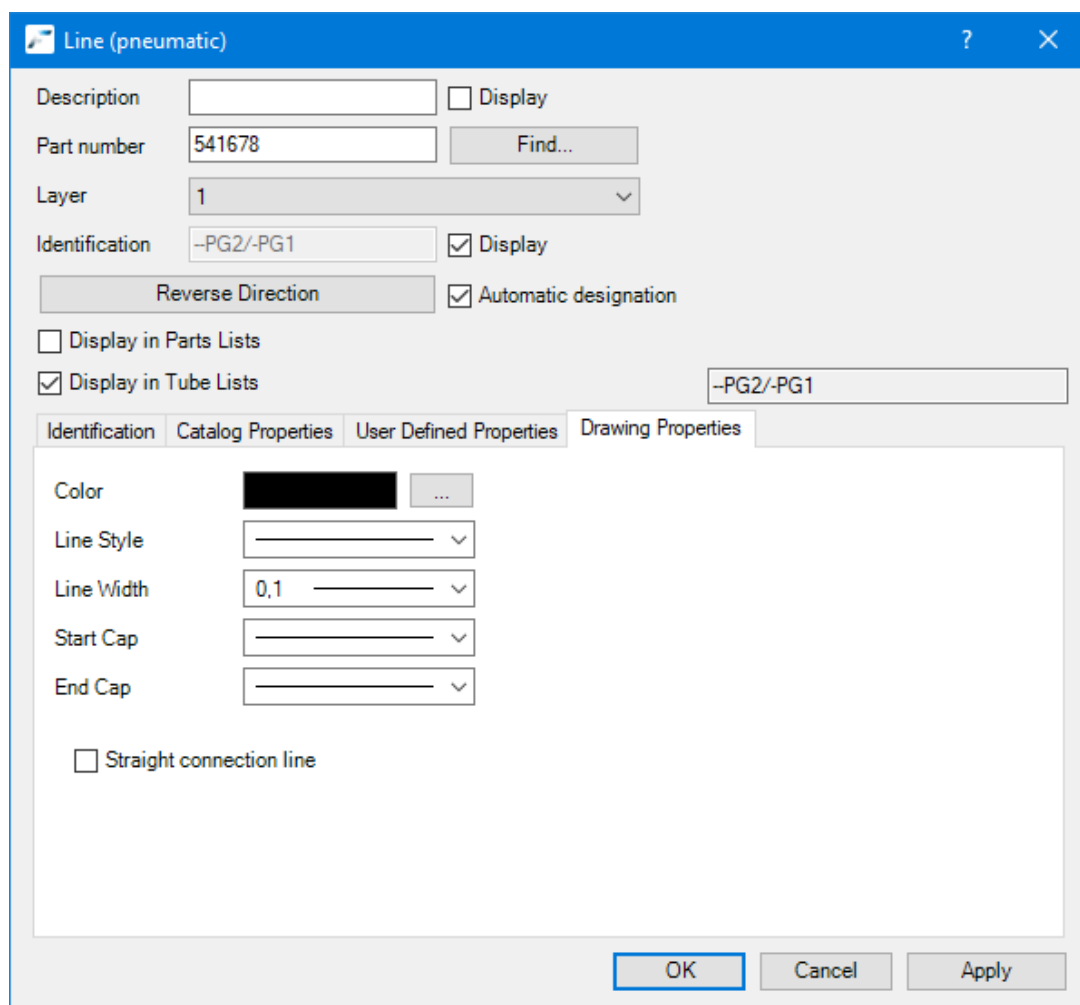 Line (pneumatic) ?
Description Display
Part number 541678 Find...
Layer 1
Identification --PG2/-PG1 Display
Reverse Direction Automatic designation
Display in Parts Lists
Display in Tube Lists --PG2/-PG1
Identification Catalog Properties User Defined Properties Drawing Properties
Color ...
Line Style
Line Width 0,1
Start Cap
End Cap
Straight connection line
OK Cancel Apply